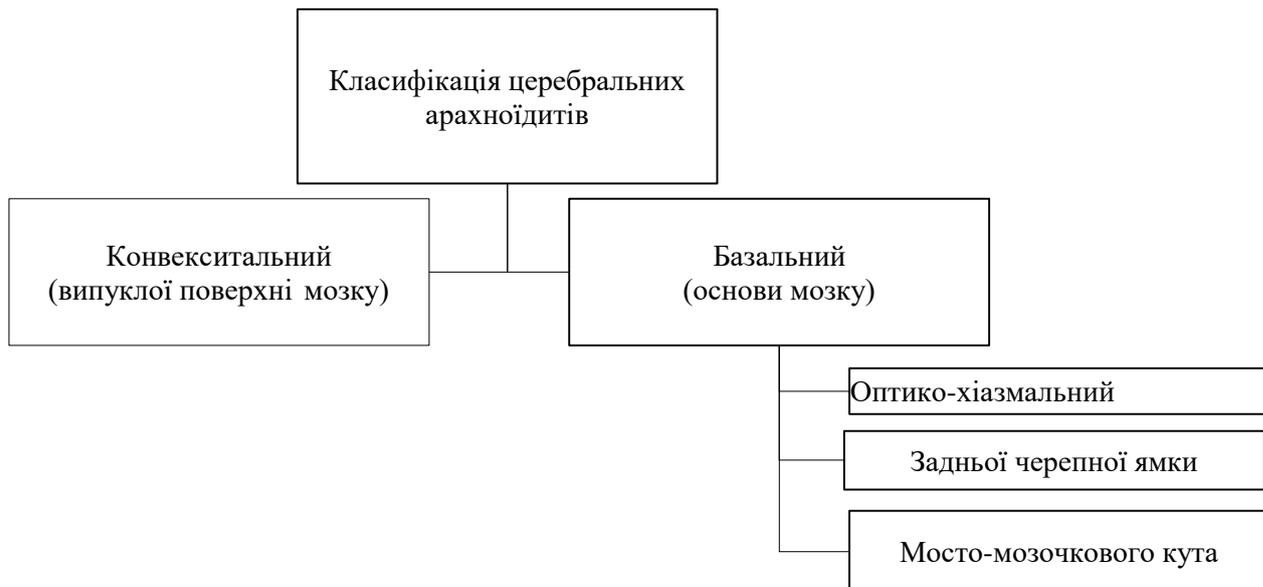 Класифікація церебральних
арахноїдитів
Конвекситальний
(випуклої поверхні мозку)
Базальний
(основи мозку)
Оптико-хіазмальний
Задньої черепної ямки
Мосто-мозочкового кута